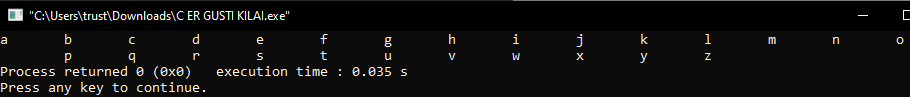 "C:\Users\trust\Downloads\C ER GUSTI KILAI.exe"
a b c d e f g h i j k l m n o
p q r s t u v w x y z
Process returned 0 (0x0) execution time : 0.035 s
Press any key to continue.